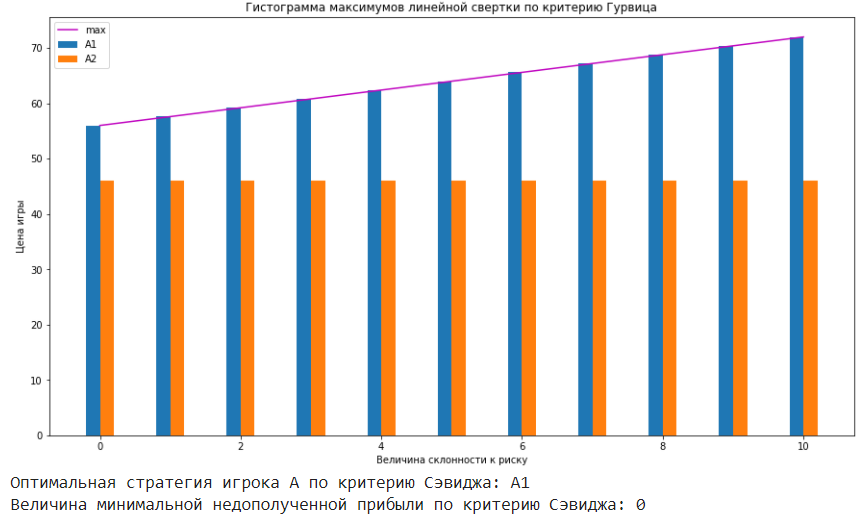 Гистограмма максимумов линейной свертки по критерию Гурвица
max
A1
A2
Цена игры
70
60
50
40
30
20
10
0
0 2 4 6 8 10
Величина склонности к риску
Оптимальная стратегия игрока А по критерию Сэвиджа: A1
Величина минимальной недополученной прибыли по критерию Сэвиджа: 0